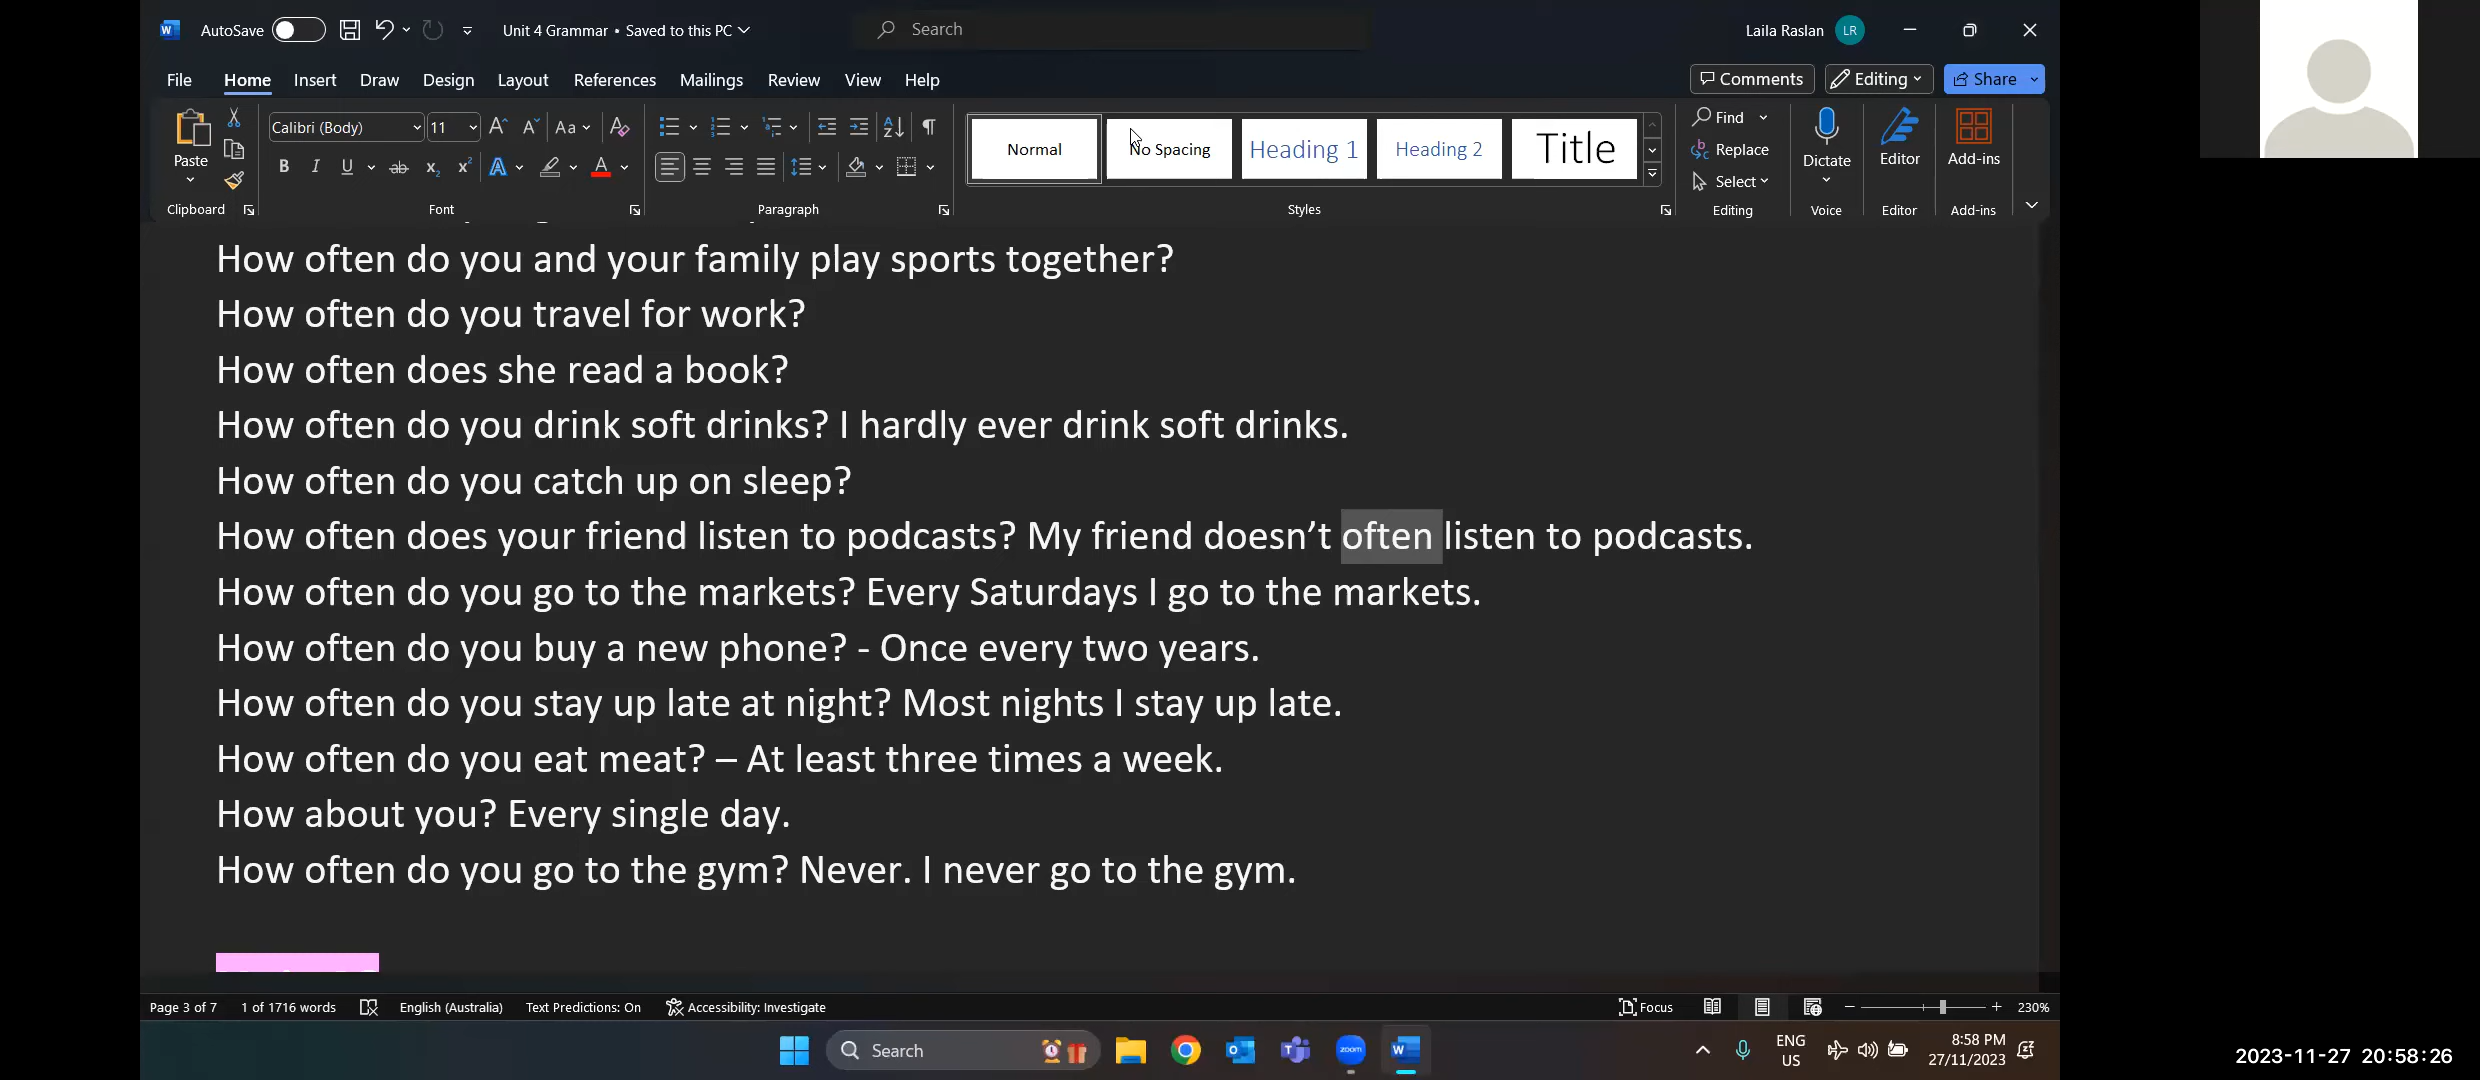 AutoSave Unit 4 Grammar • Saved to this PC Search Laila Raslan LR
File Home Insert Draw Design Layout References Mailings Review View Help Comments Editing Share
Paste Calibri (Body) 11 Aa Normal No Spacing Heading 1 Heading 2 Title Find Replace Select Dictate Editor Add-ins
Clipboard Font Paragraph Styles Editing Voice Editor Add-ins
How often do you and your family play sports together?
How often do you travel for work?
How often does she read a book?
How often do you drink soft drinks? I hardly ever drink soft drinks.
How often do you catch up on sleep?
How often does your friend listen to podcasts? My friend doesn’t often listen to podcasts.
How often do you go to the markets? Every Saturdays I go to the markets.
How often do you buy a new phone? - Once every two years.
How often do you stay up late at night? Most nights I stay up late.
How often do you eat meat? – At least three times a week.
How about you? Every single day.
How often do you go to the gym? Never. I never go to the gym.
Page 3 of 7 1 of 1716 words English (Australia) Text Predictions: On Accessibility: Investigate Focus 230%
Search zoom ENG US 8:58 PM 27/11/2023
2023-11-27 20:58:26